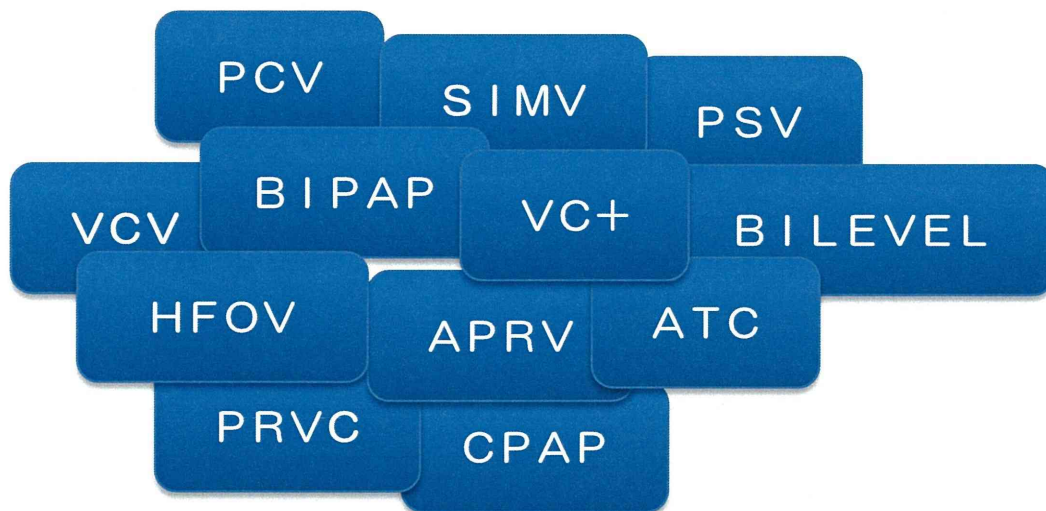 PCV
SIMV
PSV
BIPAP
VC+
VCV
BILEVEL
HFOV
APRV
ATC
PRVC
CPAP